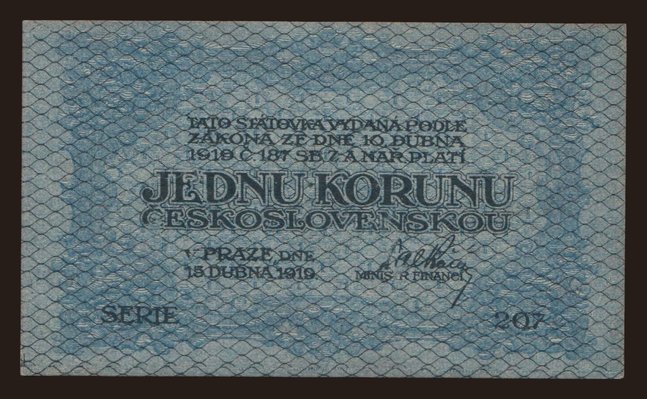 TATO STÁTOVKA VYDANÁ PODLE
ZÁKONA ZE DNE 10. DUBNA
1919 Č. 187 SB. Z. A NAŘ. PLATÍ
JEDNU KORUNU
ČESKOSLOVENSKOU
V PRAZE DNE
15. DUBNA 1919.
MINISTR FINANCÍ
SERIE 207